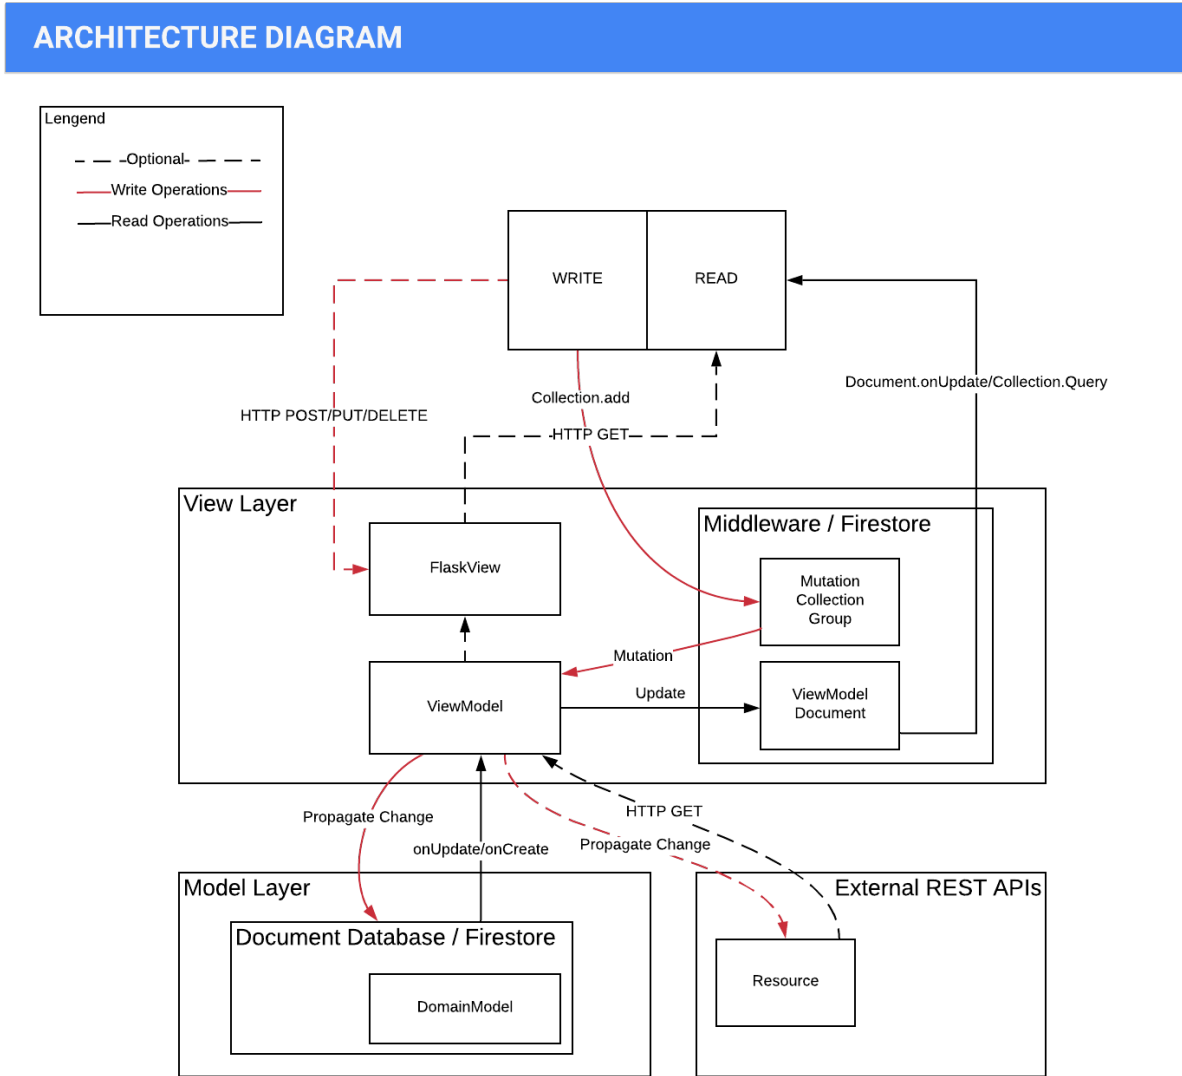 ARCHITECTURE DIAGRAM
Lengend
Optional
Write Operations
Read Operations
WRITE
READ
Document.onUpdate/Collection.Query
Collection.add
HTTP POST/PUT/DELETE
HTTP GET
View Layer
Middleware / Firestore
FlaskView
Mutation
Collection
Group
Mutation
Update
ViewModel
ViewModel
Document
Propagate Change
HTTP GET
onUpdate/onCreate
Propagate Change
Model Layer
External REST APIs
Document Database / Firestore
Resource
DomainModel